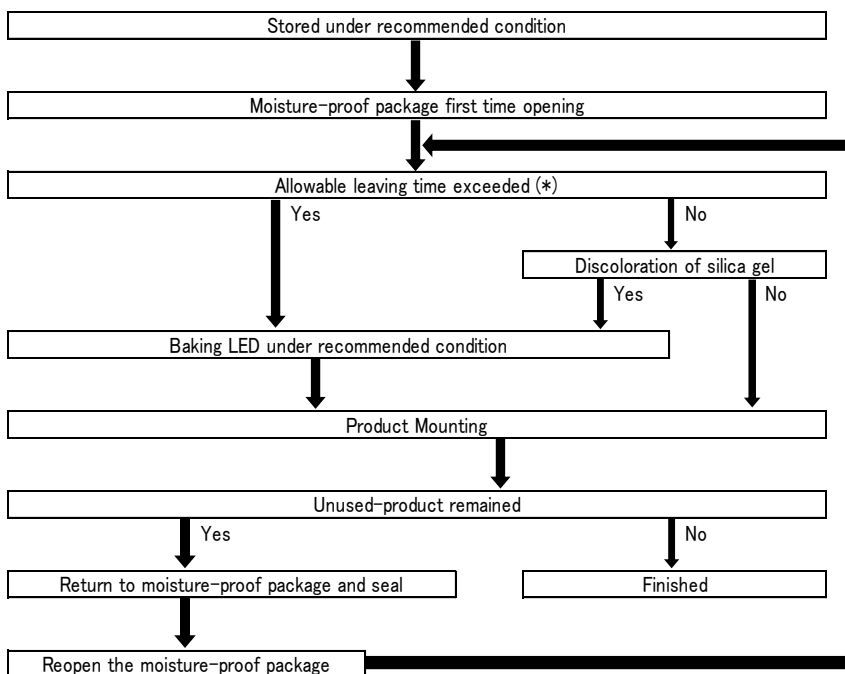 Stored under recommended condition
Moisture-proof package first time opening
Allowable leaving time exceeded (*)
Yes
No
Discoloration of silica gel
Yes
No
Baking LED under recommended condition
Product Mounting
Unused-product remained
Yes
No
Return to moisture-proof package and seal
Finished
Reopen the moisture-proof package